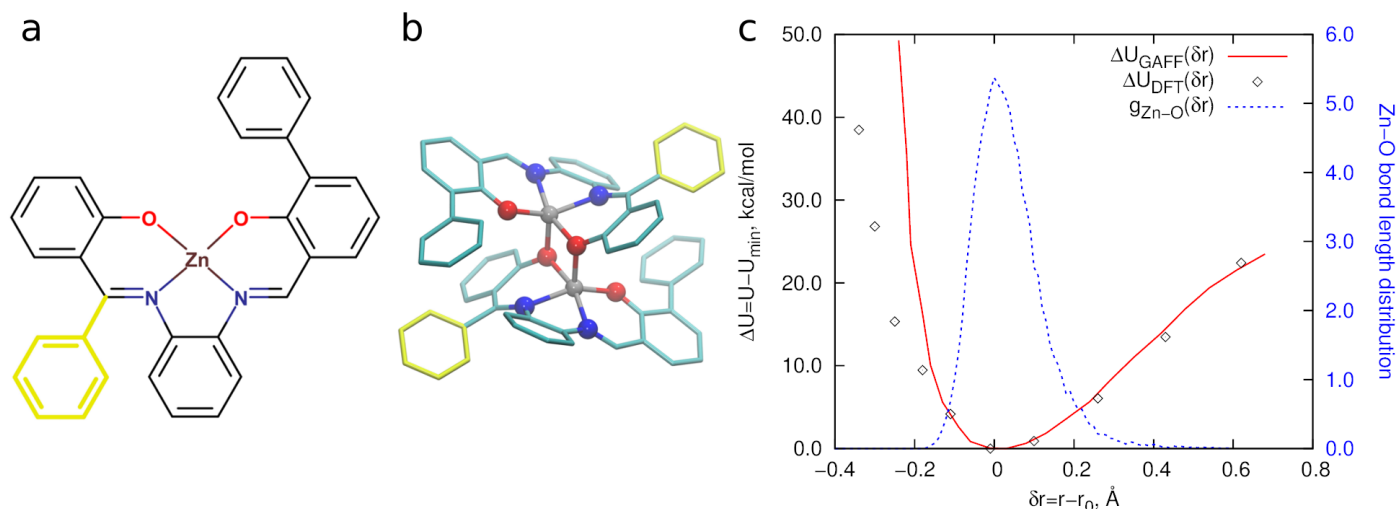 a
b
c
O
O
Zn
N
N
50.0
40.0
30.0
20.0
10.0
0.0
ΔU=U−U_min, kcal/mol
ΔU_GAFF(δr)
ΔU_DFT(δr)
g_Zn−O(δr)
6.0
5.0
4.0
3.0
2.0
1.0
0.0
Zn−O bond length distribution
−0.4
−0.2
0
0.2
0.4
0.6
0.8
δr=r−r_0, Å